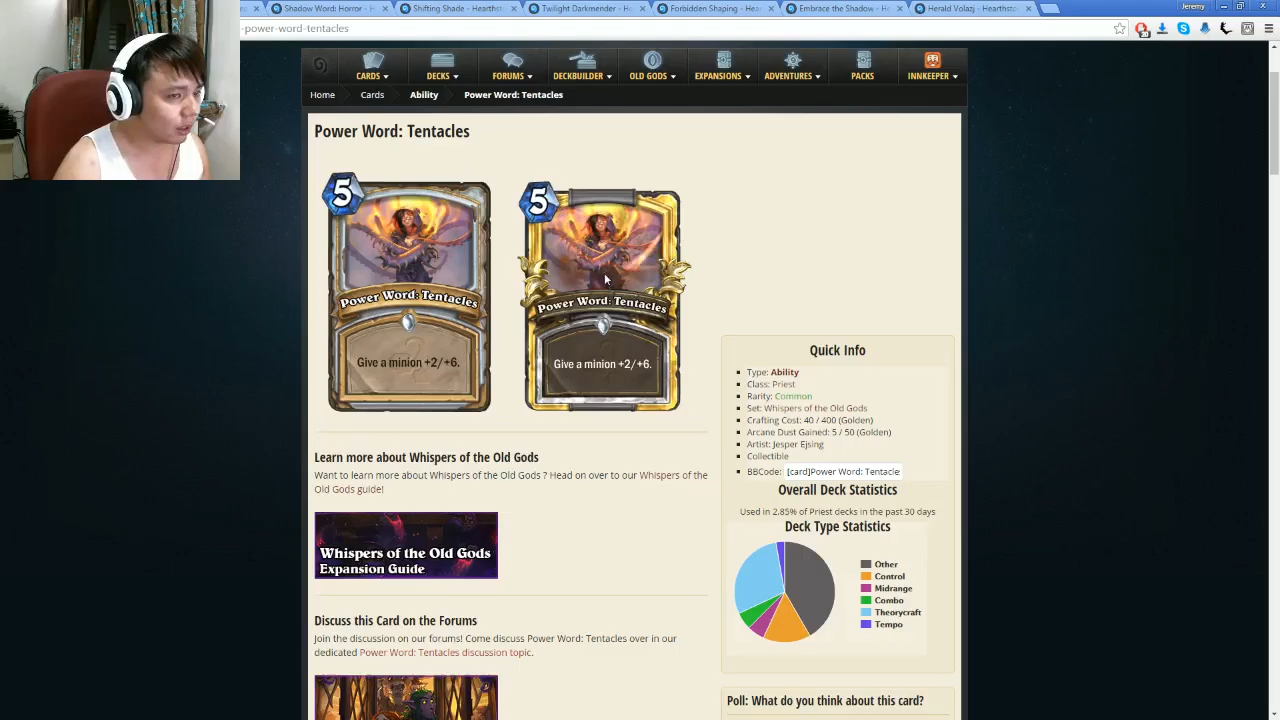 Shadow Word: Horror - H
Shifting Shade - Hearthst
Twilight Darkmender - He
Forbidden Shaping - Hear
Embrace the Shadow - He
Herald Volazj - Hearthsto
Jeremy
-power-word-tentacles
CARDS DECKS FORUMS DECKBUILDER OLD GODS EXPANSIONS ADVENTURES PACKS INNKEEPER
Home Cards Ability Power Word: Tentacles
Power Word: Tentacles
5 5
Power Word: Tentacles Power Word: Tentacles
Give a minion +2/+6. Give a minion +2/+6.
Quick Info
Type: Ability
Class: Priest
Rarity: Common
Set: Whispers of the Old Gods
Crafting Cost: 40 / 400 (Golden)
Arcane Dust Gained: 5 / 50 (Golden)
Artist: Jesper Ejsing
Collectible
BBCode: [card]Power Word: Tentacle
Overall Deck Statistics
Used in 2.85% of Priest decks in the past 30 days
Deck Type Statistics
Other
Control
Midrange
Combo
Theorycraft
Tempo
Poll: What do you think about this card?
Learn more about Whispers of the Old Gods
Want to learn more about Whispers of the Old Gods ? Head on over to our Whispers of the
Old Gods guide!
Whispers of the Old Gods
Expansion Guide
Discuss this Card on the Forums
Join the discussion on our forums! Come discuss Power Word: Tentacles over in our
dedicated Power Word: Tentacles discussion topic.